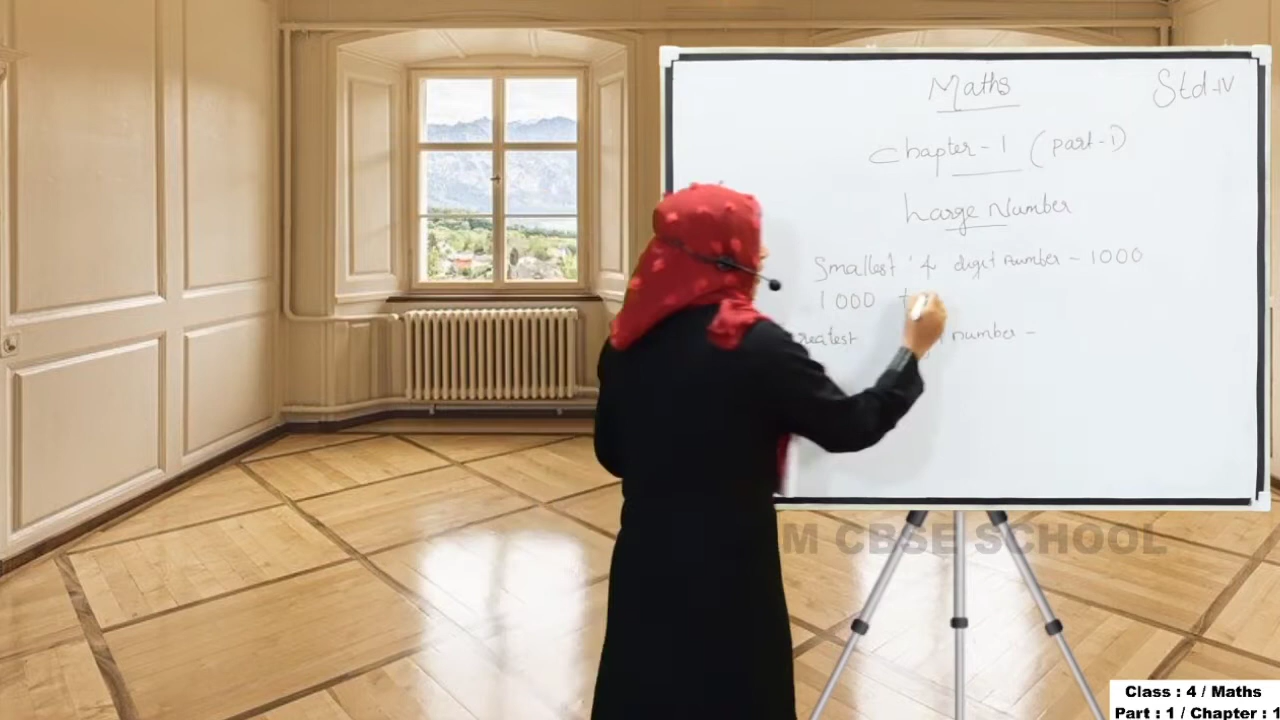 Maths
Std-IV
Chapter-1 (part-1)
Large Number
Smallest 4 digit number - 1000
1000
number -
M CBSE SCHOOL
Class : 4 / Maths
Part : 1 / Chapter : 1